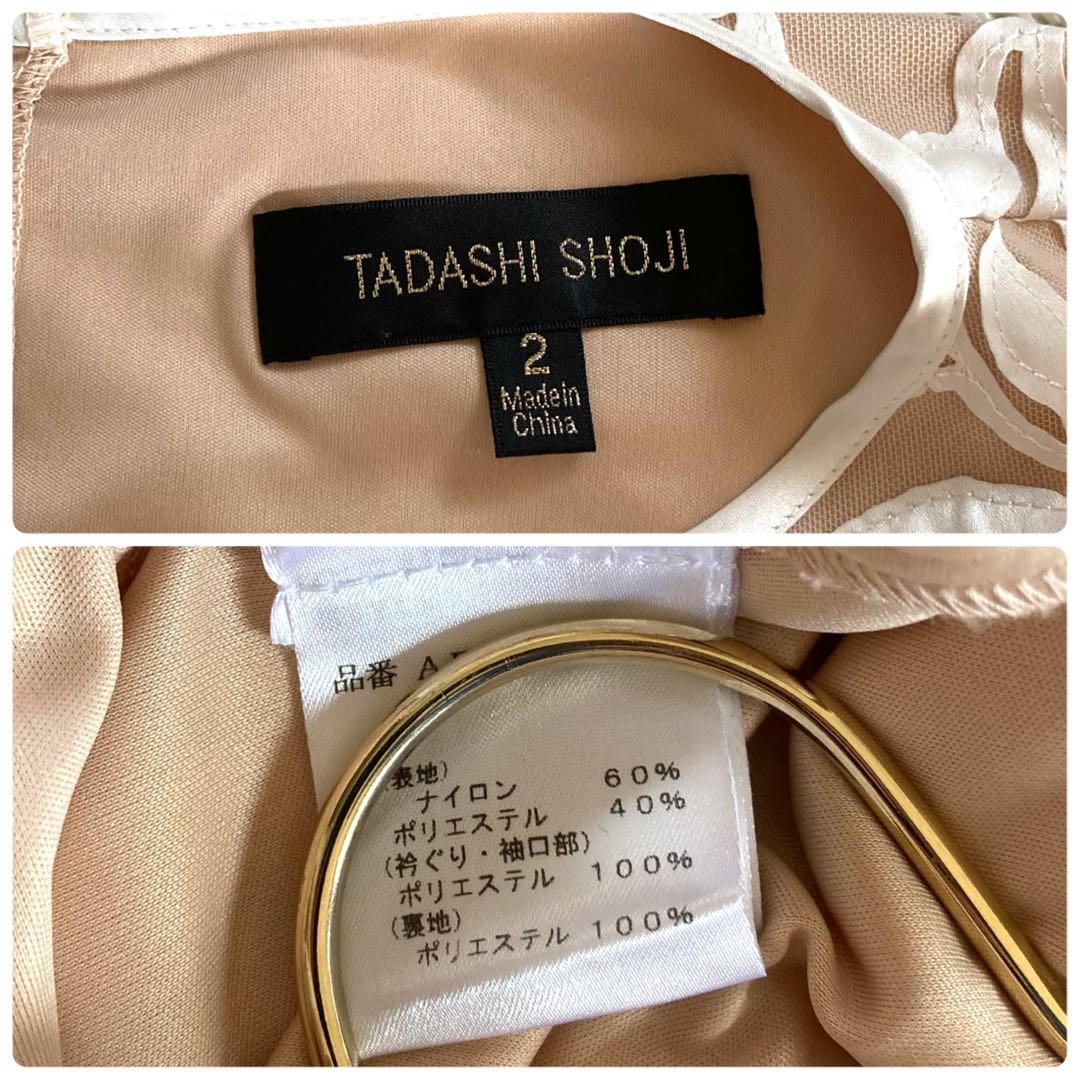 TADASHI SHOJI
2
Made in
China
品番 A
表地)
ナイロン 60%
ポリエステル 40%
(衿ぐり・袖口部)
ポリエステル 100%
(裏地)
ポリエステル 100%